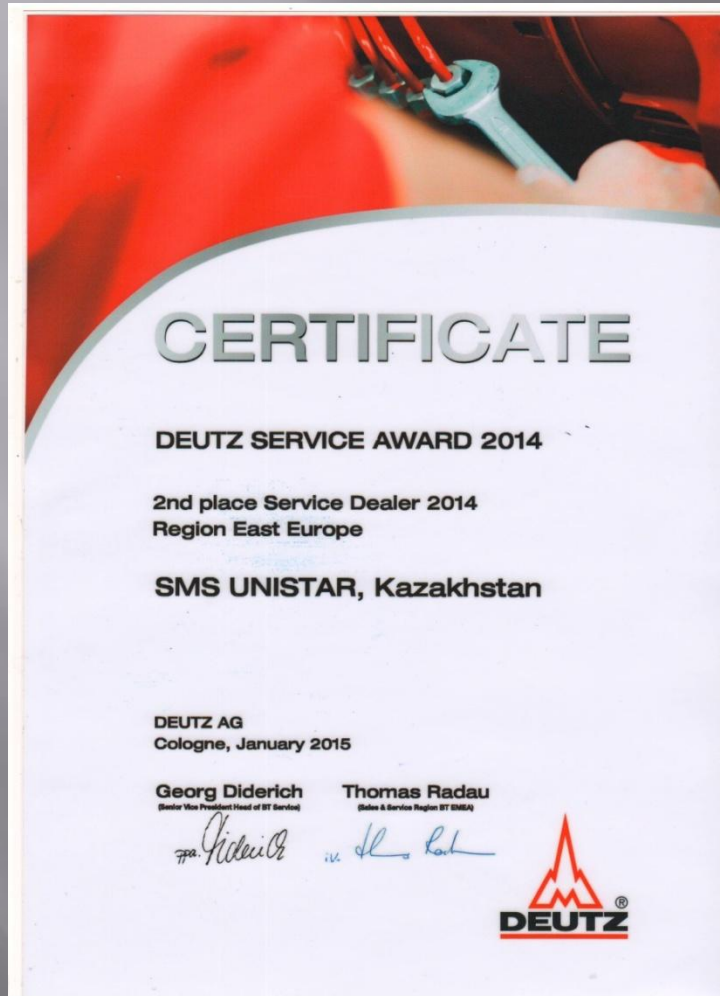 CERTIFICATE
DEUTZ SERVICE AWARD 2014
2nd place Service Dealer 2014
Region East Europe
SMS UNISTAR, Kazakhstan
DEUTZ AG
Cologne, January 2015
Georg Diderich Thomas Radau
(Senior Vice President Head of BT Service) (Sales & Service Region BT EMEA)
ppa. Diderich i.V.
DEUTZ ®